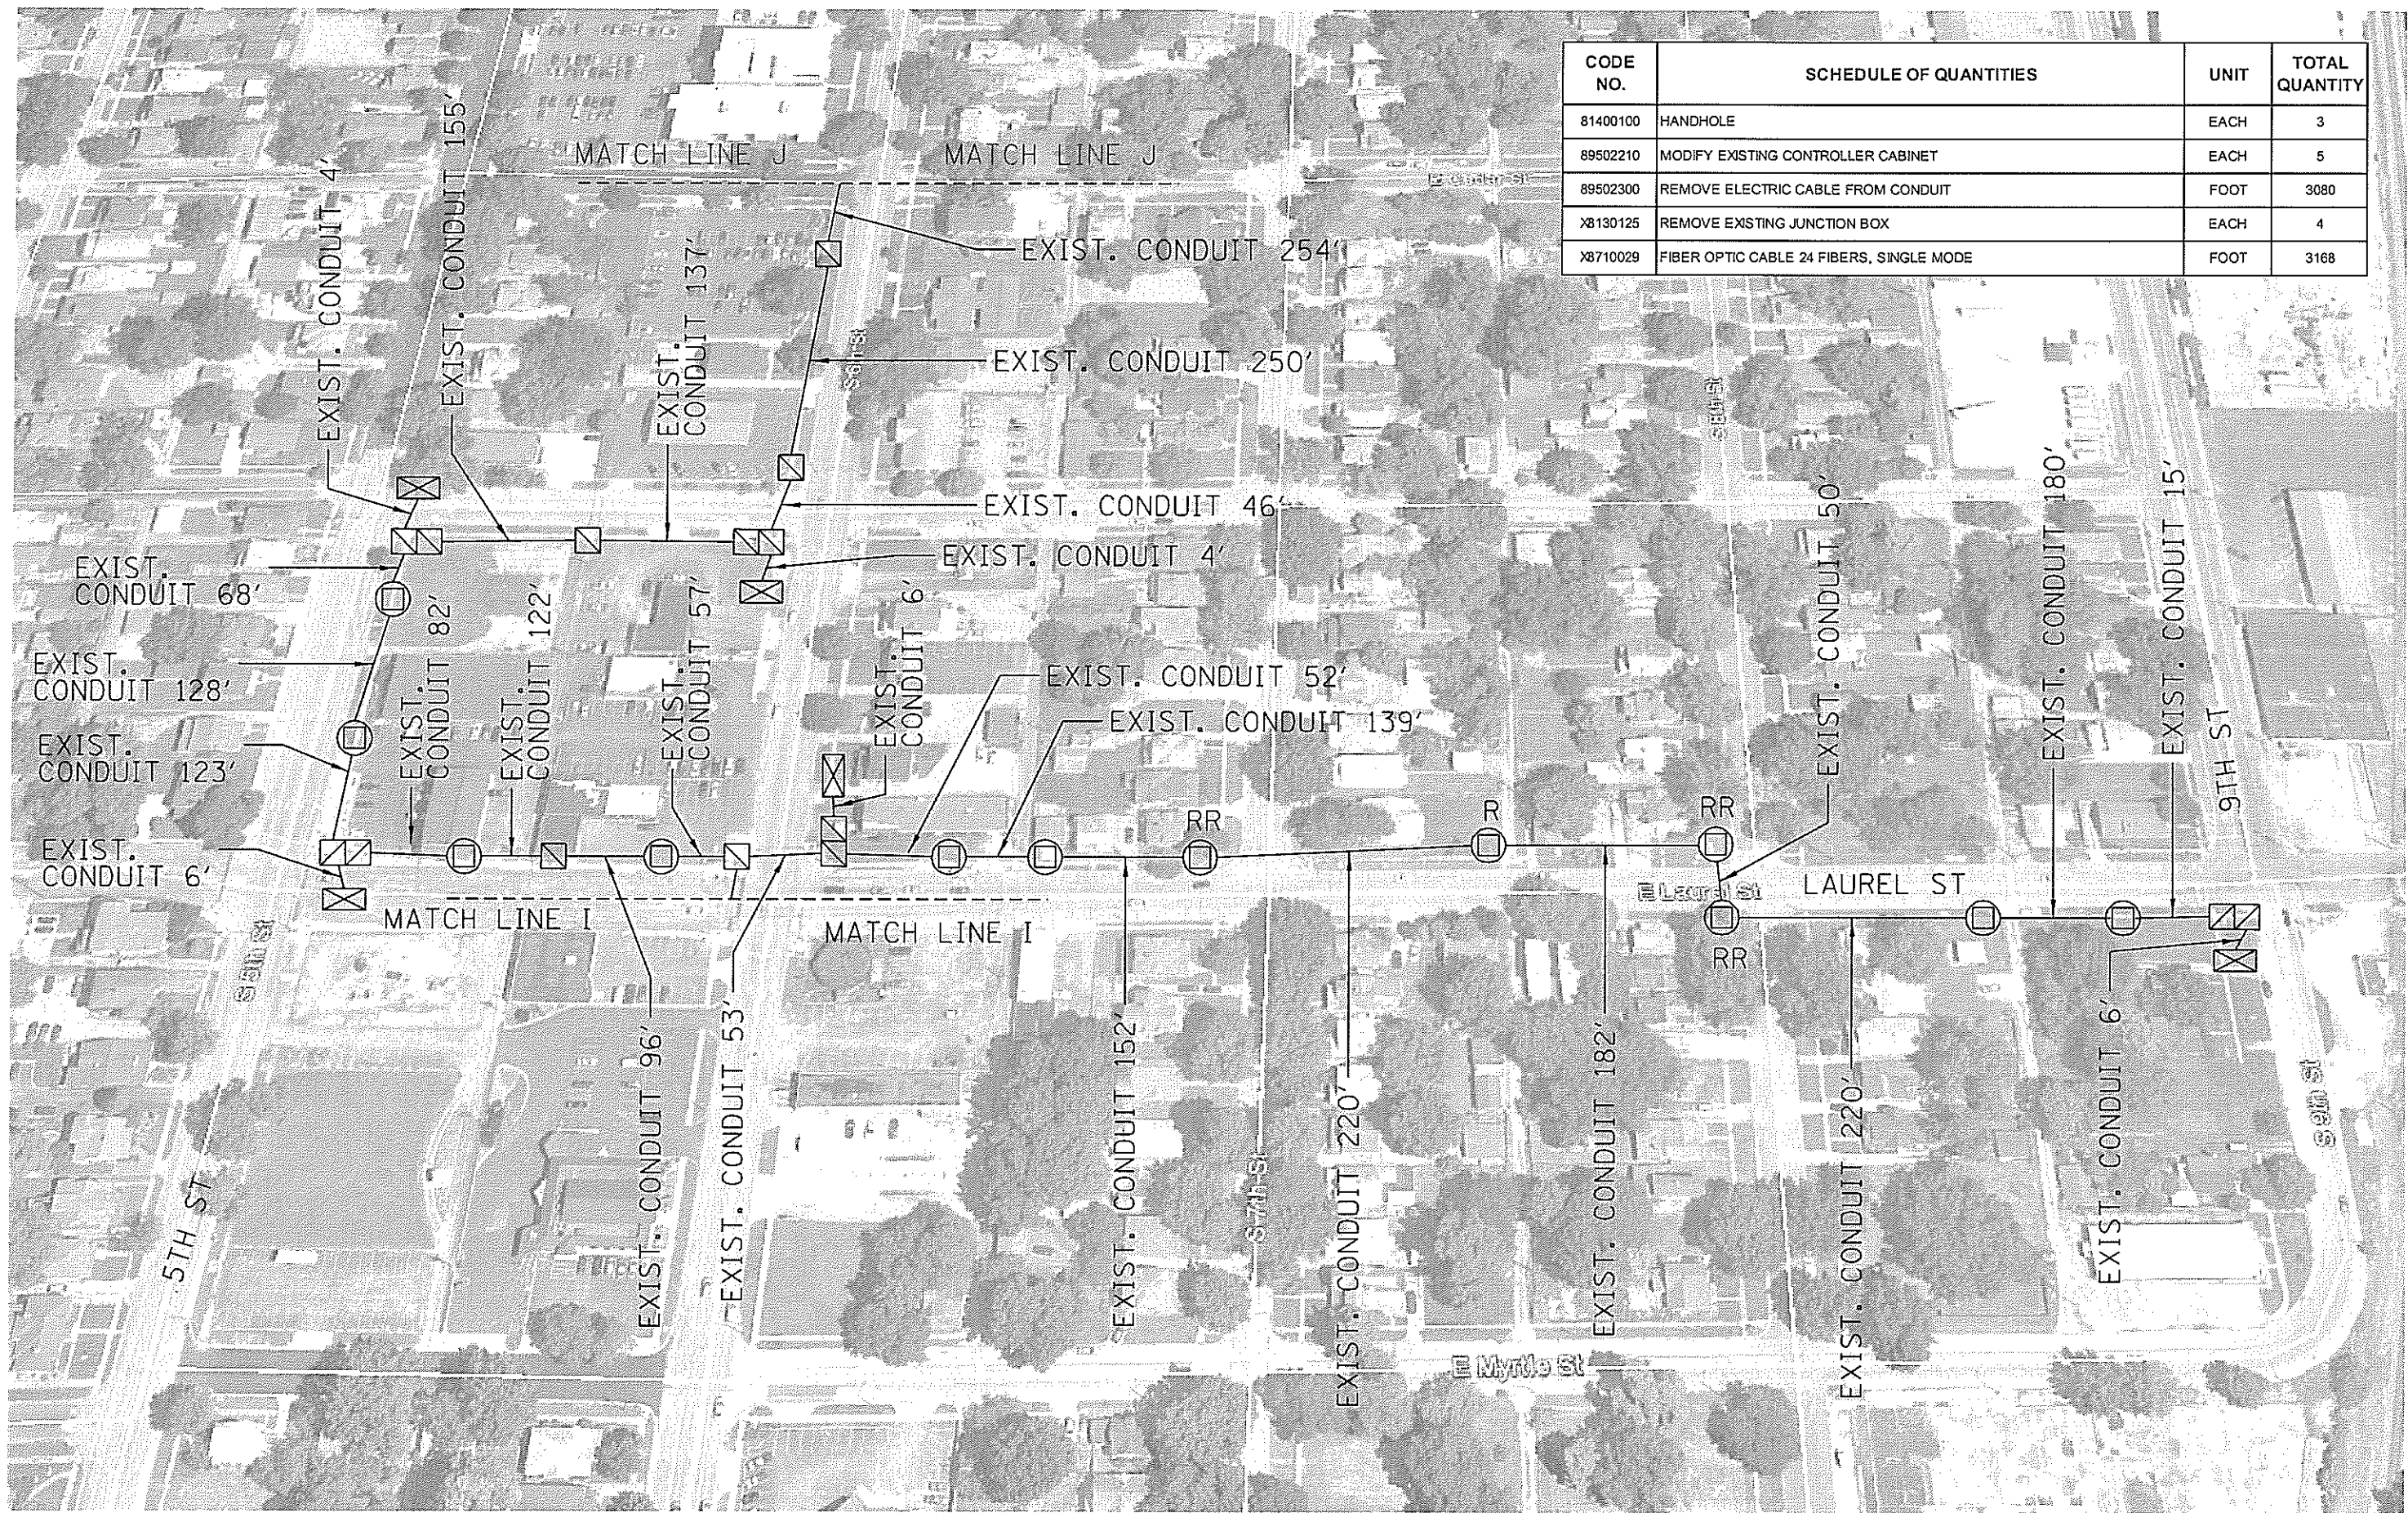 CODE NO. SCHEDULE OF QUANTITIES UNIT TOTAL QUANTITY
81400100 HANDHOLE EACH 3
89502210 MODIFY EXISTING CONTROLLER CABINET EACH 5
89502300 REMOVE ELECTRIC CABLE FROM CONDUIT FOOT 3080
X8130125 REMOVE EXISTING JUNCTION BOX EACH 4
X8710029 FIBER OPTIC CABLE 24 FIBERS, SINGLE MODE FOOT 3168
MATCH LINE J
MATCH LINE J
E Cedar St
EXIST. CONDUIT 4'
EXIST. CONDUIT 155'
EXIST.
CONDUIT 137'
EXIST. CONDUIT 254'
EXIST. CONDUIT 250'
S 6th St
S 8th St
EXIST. CONDUIT 46'
EXIST. CONDUIT 4'
EXIST.
CONDUIT 68'
EXIST.
CONDUIT 128'
EXIST.
CONDUIT 123'
EXIST.
CONDUIT 6'
EXIST.
CONDUIT 82'
EXIST.
CONDUIT 122'
EXIST.
CONDUIT 57'
EXIST.
CONDUIT 6'
EXIST. CONDUIT 52'
EXIST. CONDUIT 139'
EXIST. CONDUIT 50'
EXIST. CONDUIT 180'
EXIST. CONDUIT 15'
9TH ST
RR
R
RR
RR
E Laurel St
LAUREL ST
MATCH LINE I
MATCH LINE I
S 5th St
5TH ST
EXIST. CONDUIT 96'
EXIST. CONDUIT 53'
EXIST. CONDUIT 152'
S 7th St
EXIST. CONDUIT 220'
EXIST. CONDUIT 182'
EXIST. CONDUIT 220'
EXIST. CONDUIT 6'
S 9th St
E Myrtle St